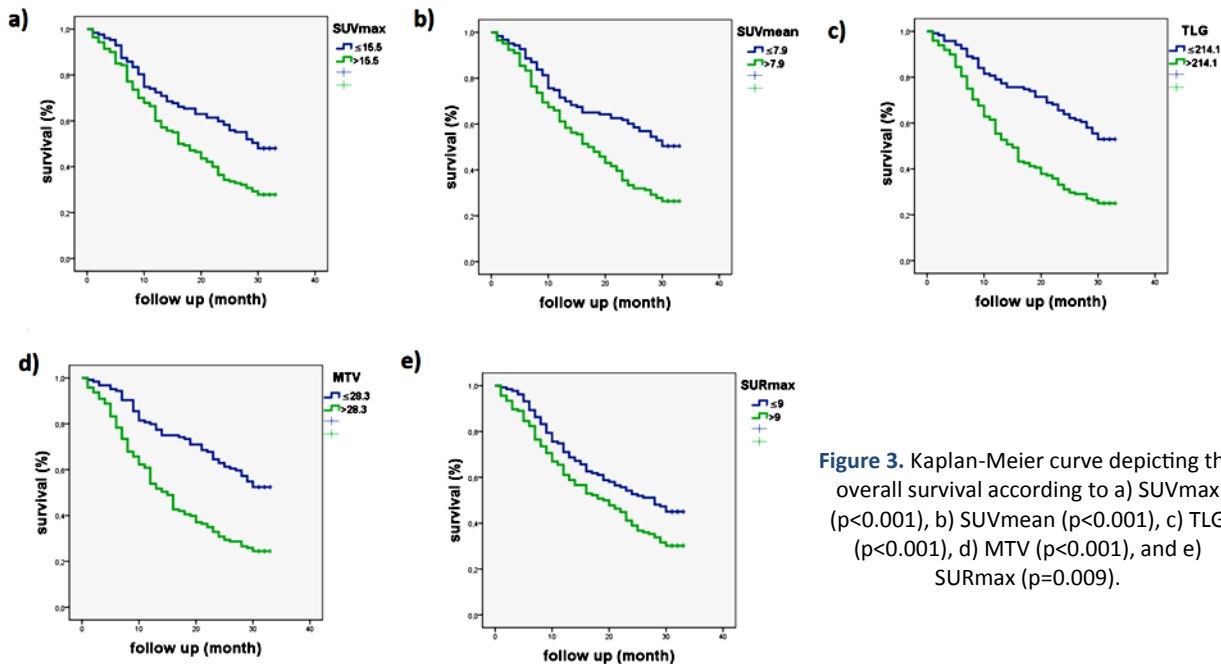 a)
SUVmax
≤15.5
>15.5
survival (%)
1,0
0,8
0,6
0,4
0,2
0,0
0 10 20 30 40
follow up (month)
b)
SUVmean
≤7.9
>7.9
survival (%)
1,0
0,8
0,6
0,4
0,2
0,0
0 10 20 30 40
follow up (month)
c)
TLG
≤214.1
>214.1
survival (%)
1,0
0,8
0,6
0,4
0,2
0,0
0 10 20 30 40
follow up (month)
d)
MTV
≤28.3
>28.3
survival (%)
1,0
0,8
0,6
0,4
0,2
0,0
0 10 20 30 40
follow up (month)
e)
SURmax
≤9
>9
survival (%)
1,0
0,8
0,6
0,4
0,2
0,0
0 10 20 30 40
follow up (month)
Figure 3. Kaplan-Meier curve depicting th
overall survival according to a) SUVmax
(p<0.001), b) SUVmean (p<0.001), c) TLG
(p<0.001), d) MTV (p<0.001), and e)
SURmax (p=0.009).